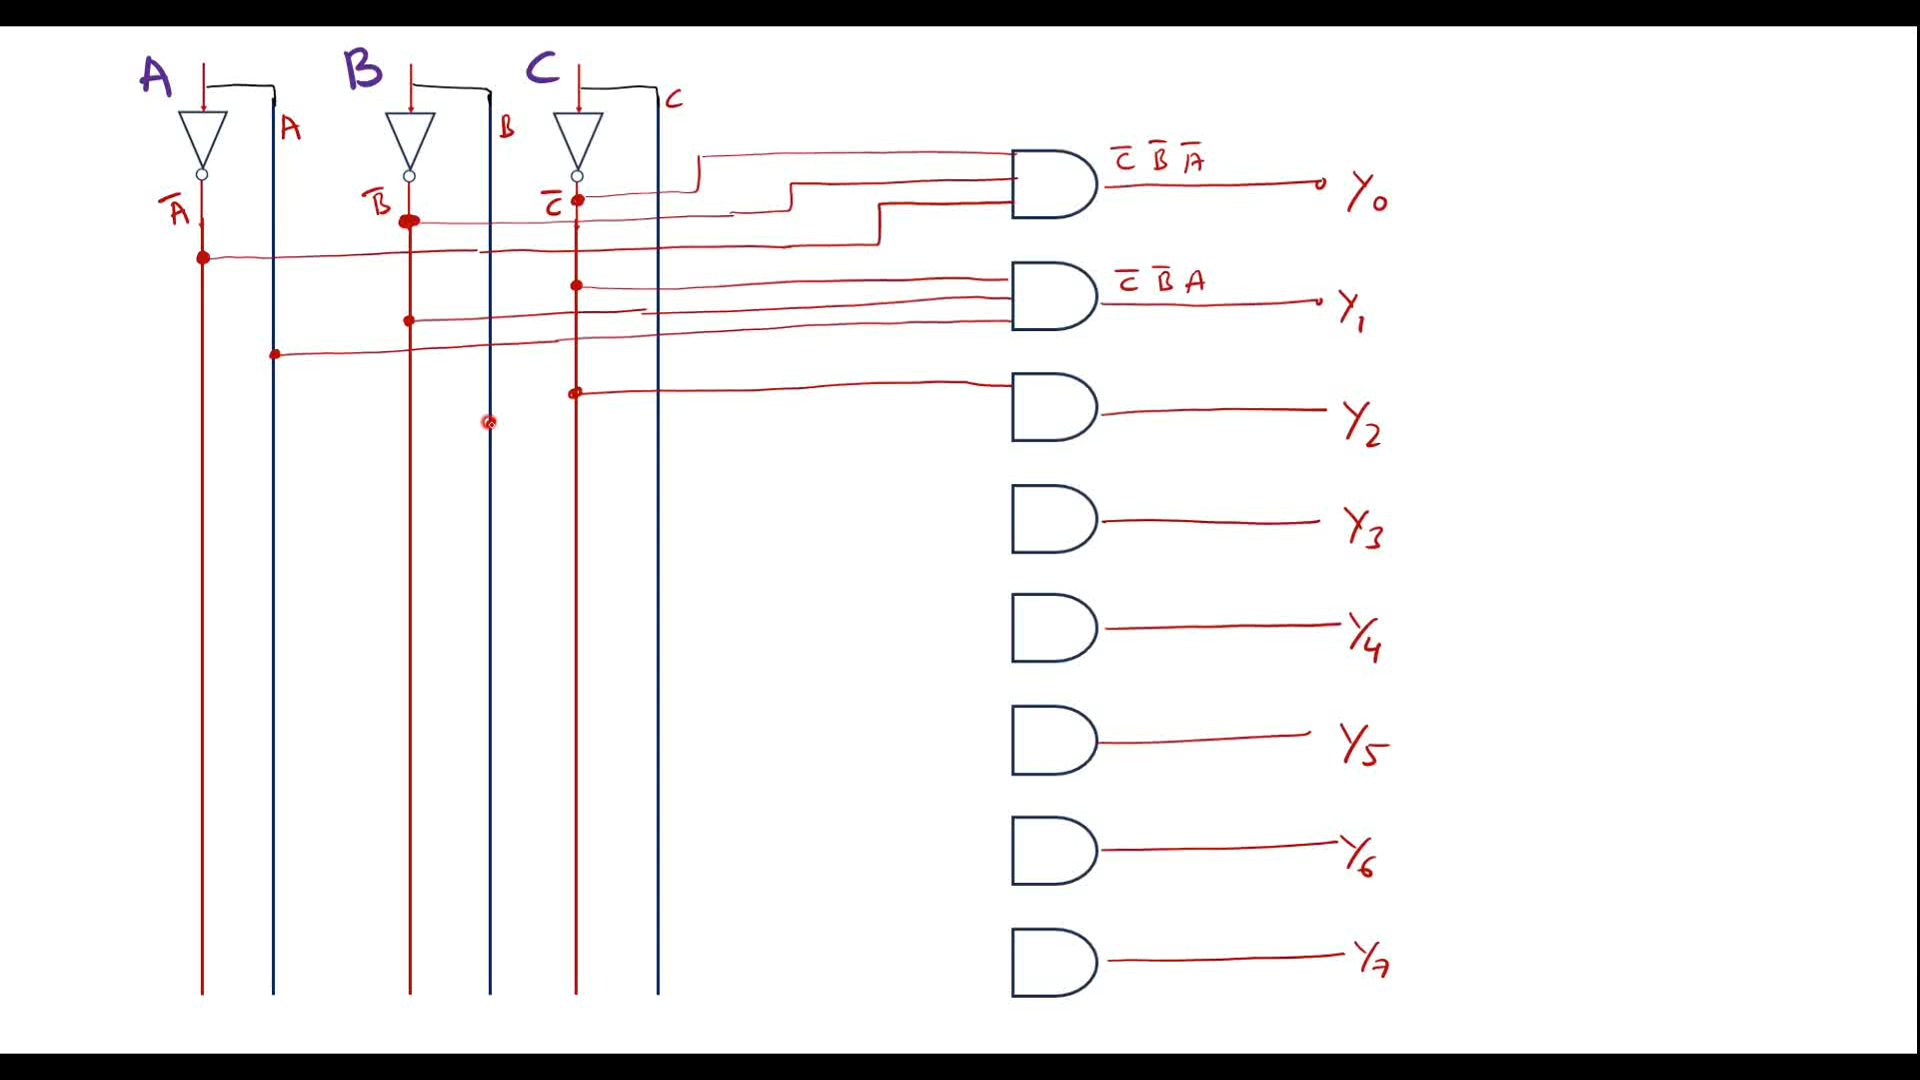 A B C
A B C
A̅ B̅ C̅
C̅ B̅ A̅ Y₀
C̅ B̅ A Y₁
Y₂
Y₃
Y₄
Y₅
Y₆
Y₇